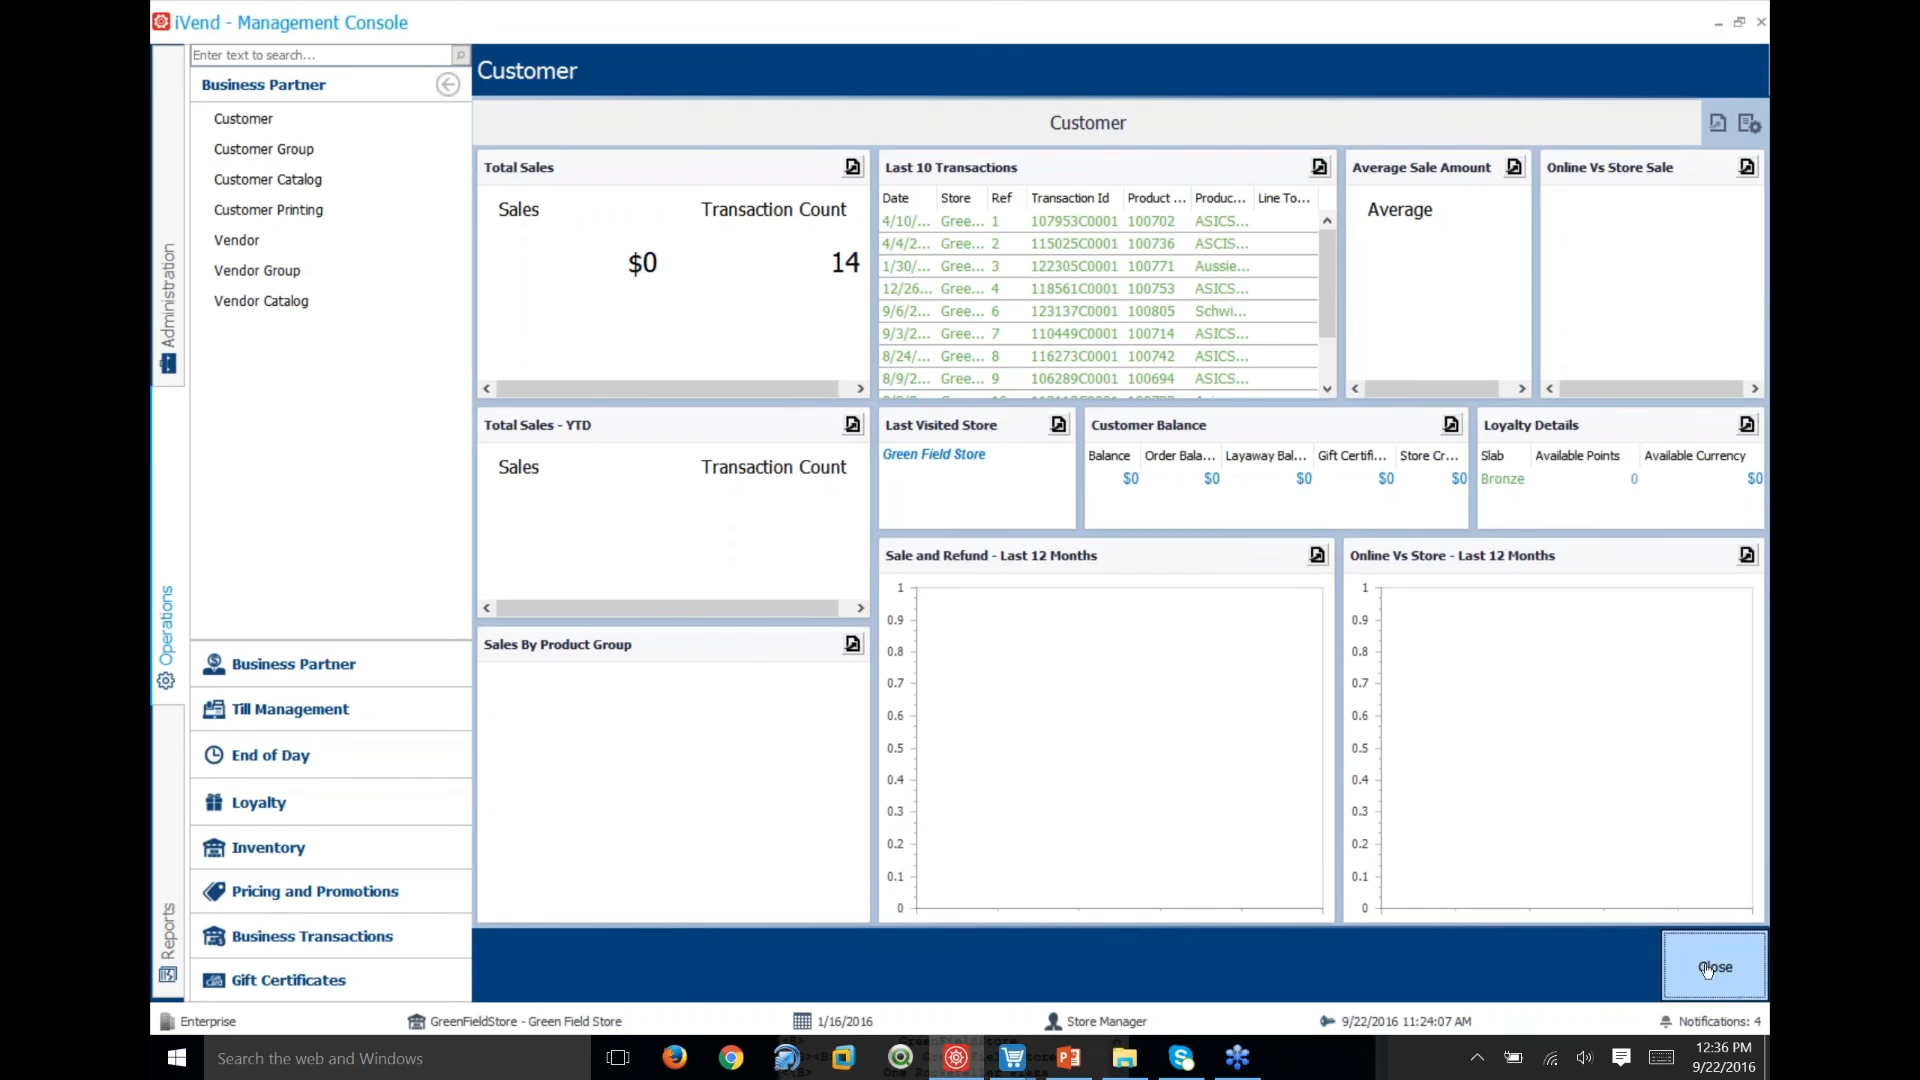 iVend - Management Console
Enter text to search...
Business Partner
Customer
Customer Group
Customer Catalog
Customer Printing
Vendor
Vendor Group
Vendor Catalog
Administration
Operations
Reports
Business Partner
Till Management
End of Day
Loyalty
Inventory
Pricing and Promotions
Business Transactions
Gift Certificates
Customer
Customer
Total Sales
Sales Transaction Count
$0 14
Last 10 Transactions
Date Store Ref Transaction Id Product ... Produc... Line To...
4/10/... Gree... 1 107953C0001 100702 ASICS...
4/4/2... Gree... 2 115025C0001 100736 ASCIS...
1/30/... Gree... 3 122305C0001 100771 Aussie...
12/26... Gree... 4 118561C0001 100753 ASICS...
9/6/2... Gree... 6 123137C0001 100805 Schwi...
9/3/2... Gree... 7 110449C0001 100714 ASICS...
8/24/... Gree... 8 116273C0001 100742 ASICS...
8/9/2... Gree... 9 106289C0001 100694 ASICS...
Average Sale Amount
Average
Online Vs Store Sale
Total Sales - YTD
Sales Transaction Count
Last Visited Store
Green Field Store
Customer Balance
Balance Order Bala... Layaway Bal... Gift Certifi... Store Cr...
$0 $0 $0 $0 $0
Loyalty Details
Slab Available Points Available Currency
Bronze 0 $0
Sales By Product Group
Sale and Refund - Last 12 Months
1
0.9
0.8
0.7
0.6
0.5
0.4
0.3
0.2
0.1
0
Online Vs Store - Last 12 Months
1
0.9
0.8
0.7
0.6
0.5
0.4
0.3
0.2
0.1
0
Close
Enterprise GreenFieldStore - Green Field Store 1/16/2016 Store Manager 9/22/2016 11:24:07 AM Notifications: 4
Search the web and Windows
12:36 PM
9/22/2016